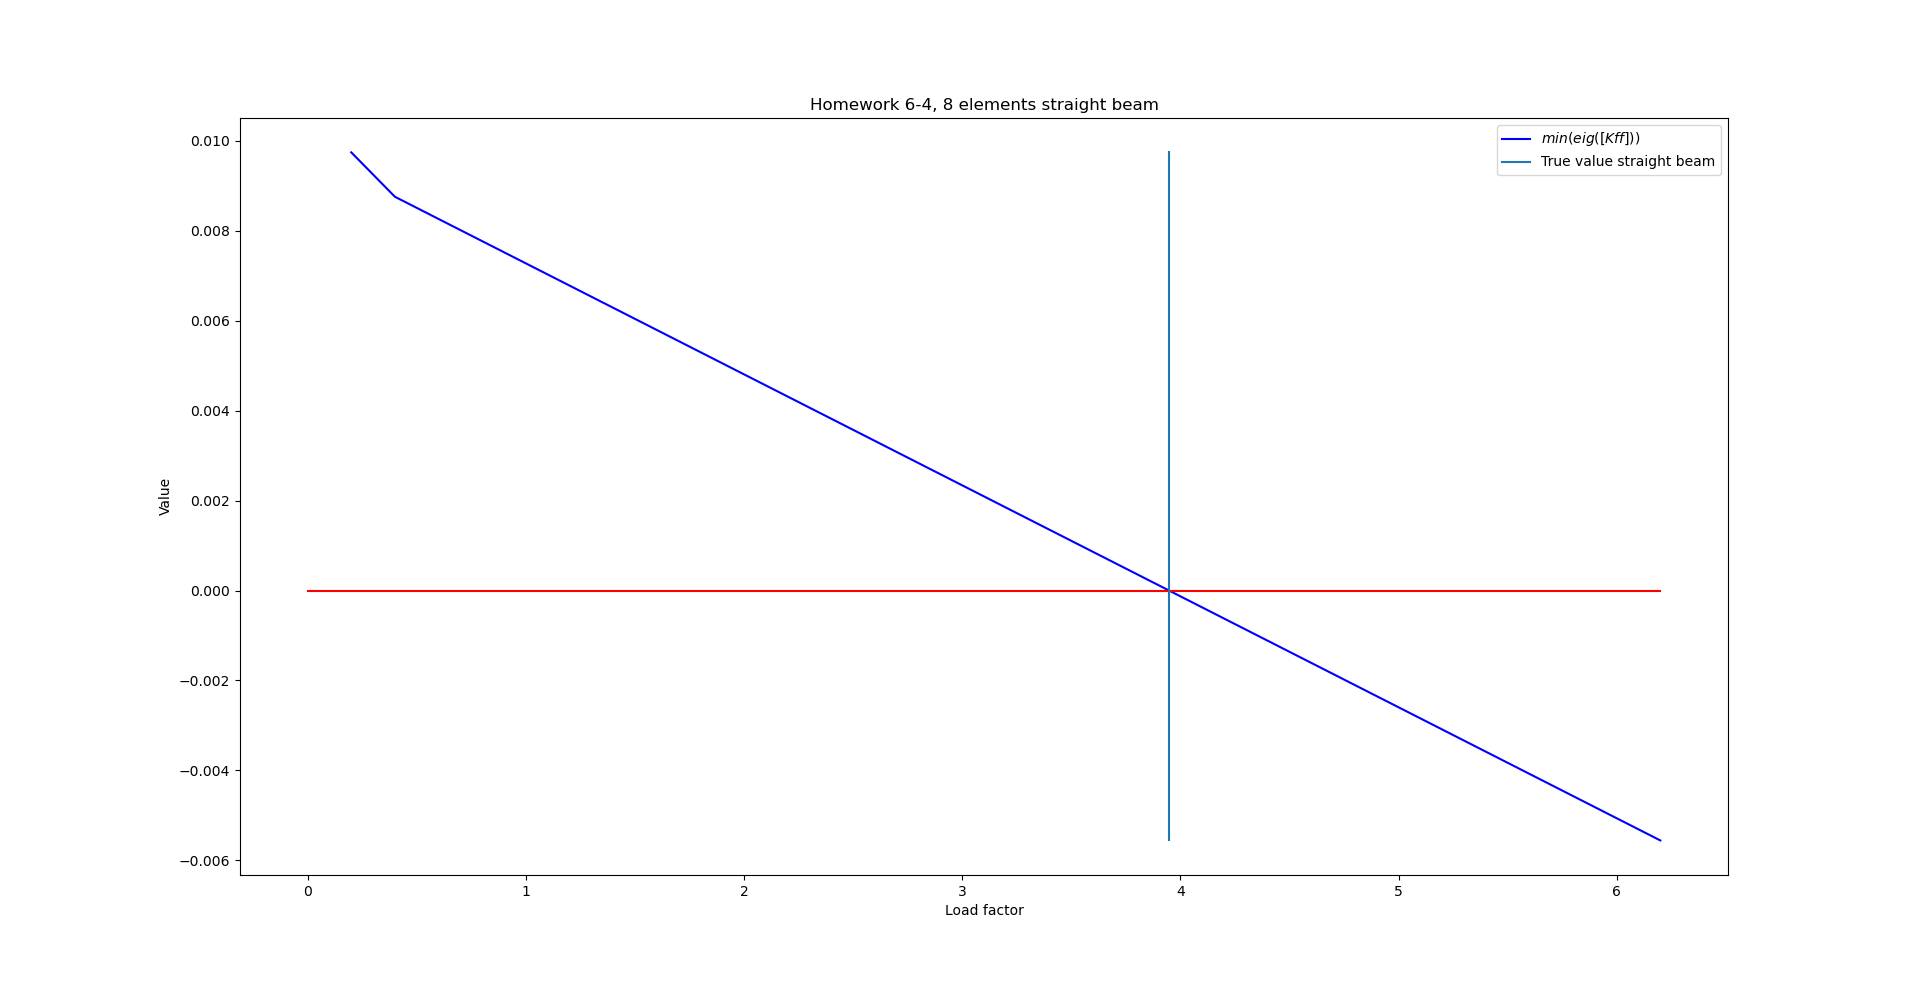 Homework 6-4, 8 elements straight beam
min(eig([Kff]))
True value straight beam
0.010
0.008
0.006
0.004
0.002
0.000
−0.002
−0.004
−0.006
Value
0 1 2 3 4 5 6
Load factor